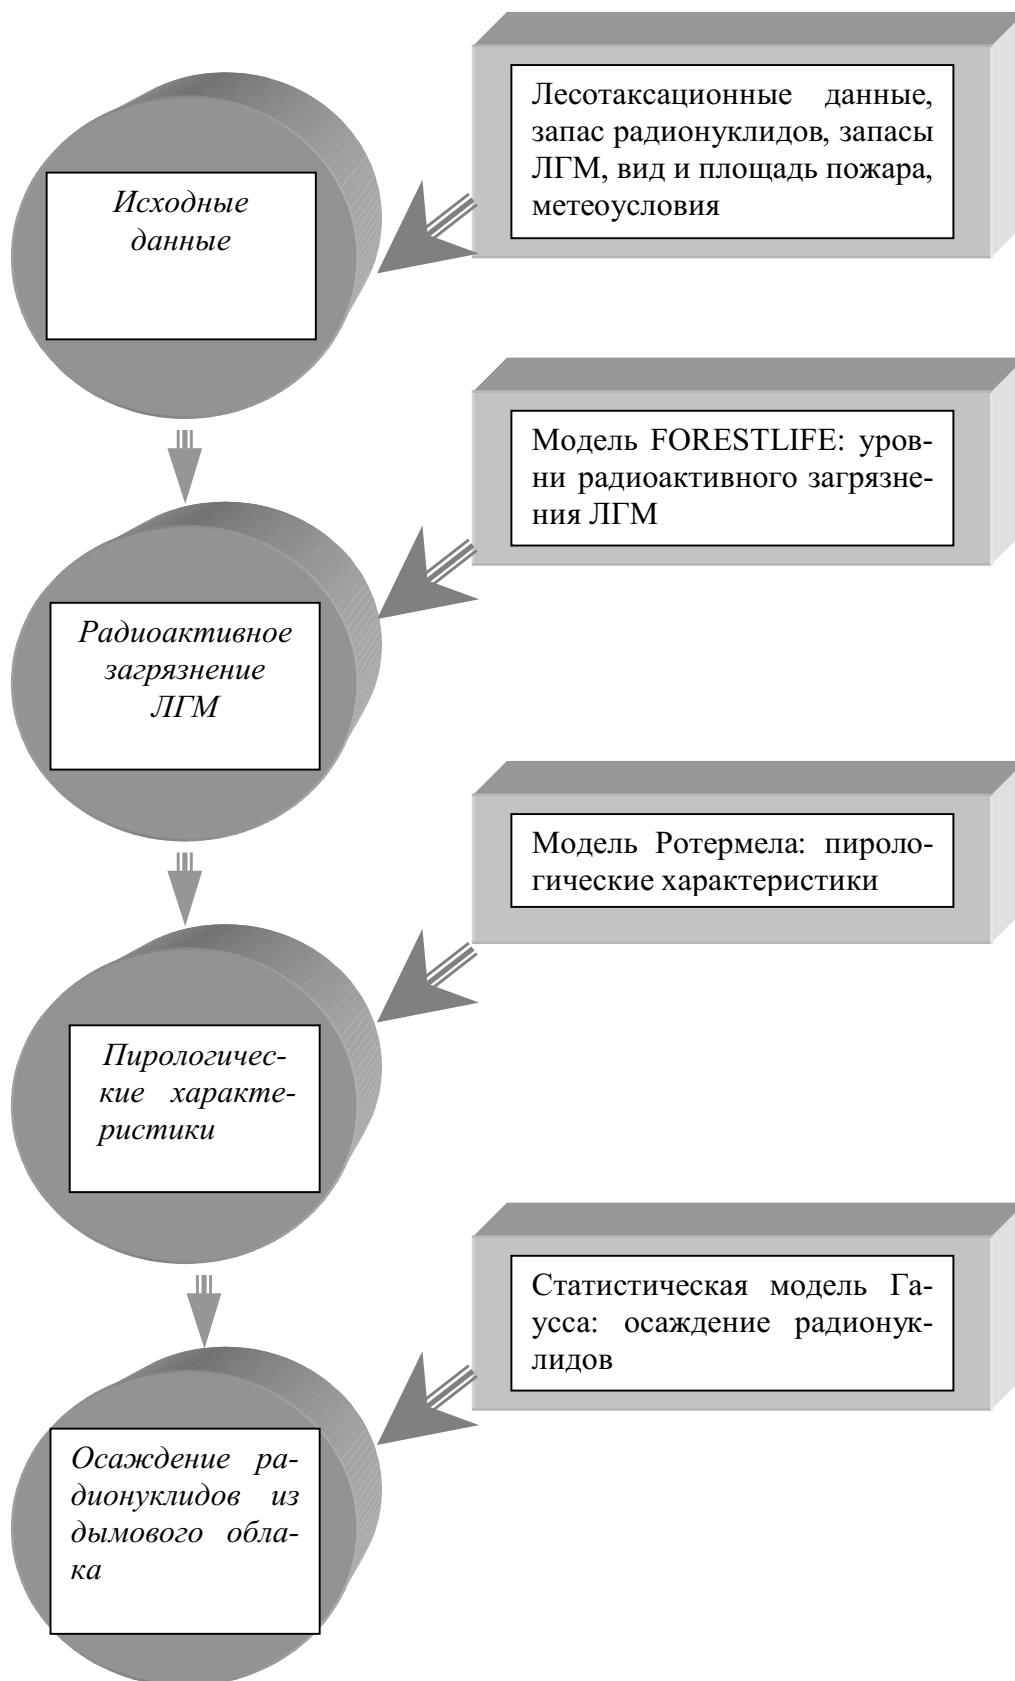 Лесотаксационные данные,
запас радионуклидов, запасы
ЛГМ, вид и площадь пожара,
метеоусловия
Исходные
данные
Модель FORESTLIFE: уров-
ни радиоактивного загрязне-
ния ЛГМ
Радиоактивное
загрязнение
ЛГМ
Модель Ротермела: пироло-
гические характеристики
Пирологичес-
кие характе-
ристики
Статистическая модель Га-
усса: осаждение радионук-
лидов
Осаждение ра-
дионуклидов из
дымового обла-
ка